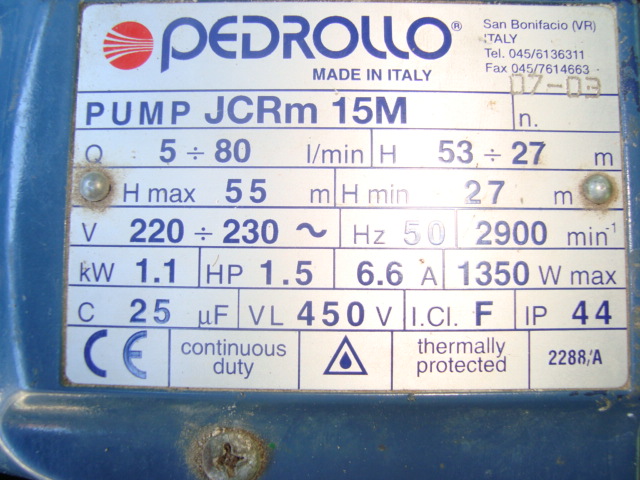 PEDROLLO® San Bonifacio (VR)
ITALY
Tel. 045/6136311
MADE IN ITALY Fax 045/7614663
07-03
PUMP JCRm 15M n.
Q 5 ÷ 80 l/min H 53 ÷ 27 m
H max 55 m H min 27 m
V 220 ÷ 230 ~ Hz 50 2900 min⁻¹
kW 1.1 HP 1.5 6.6 A 1350 W max
C 25 µF VL 450 V I.Cl. F IP 44
CE continuous duty thermally protected 2288/A